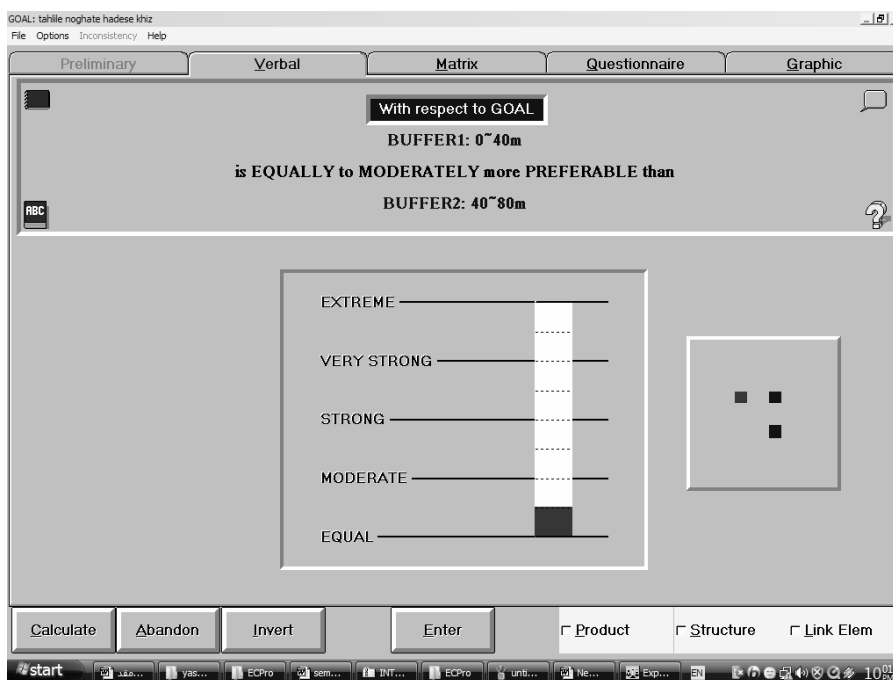 GOAL: tahlile noghate hadese khiz
File Options Inconsistency Help
Preliminary Verbal Matrix Questionnaire Graphic
With respect to GOAL
BUFFER1: 0~40m
is EQUALLY to MODERATELY more PREFERABLE than
BUFFER2: 40~80m
ABC
EXTREME
VERY STRONG
STRONG
MODERATE
EQUAL
Calculate Abandon Invert Enter Product Structure Link Elem
start yas... ECPro sem... INT... ECPro unti... Ne... Exp... EN